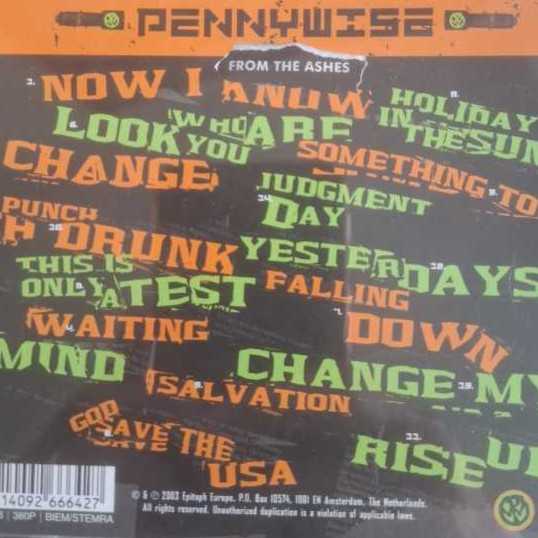 PENNYWISE
FROM THE ASHES
NOW I KNOW
HOLIDAY
IN THE SUN
LOOK WHO
YOU ARE
CHANGE
SOMETHING TO
JUDGMENT
DAY
PUNCH
DRUNK
YESTERDAYS
THIS IS
ONLY A TEST
FALLING
DOWN
WAITING
MIND
CHANGE MY
SALVATION
GOD
SAVE THE
USA
RISE UP
14092 666427
380P | BIEM/STEMRA
© & ℗ 2003 Epitaph Europe. P.O. Box 10574, 1001 EN Amsterdam, The Netherlands.
All rights reserved. Unauthorized duplication is a violation of applicable laws.